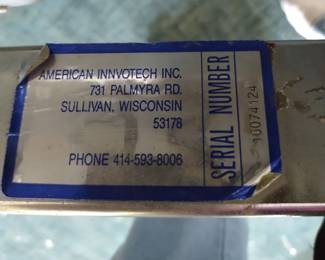 AMERICAN INNVOTECH INC.
731 PALMYRA RD.
SULLIVAN, WISCONSIN
53178
PHONE 414-593-8006
SERIAL NUMBER
10074124